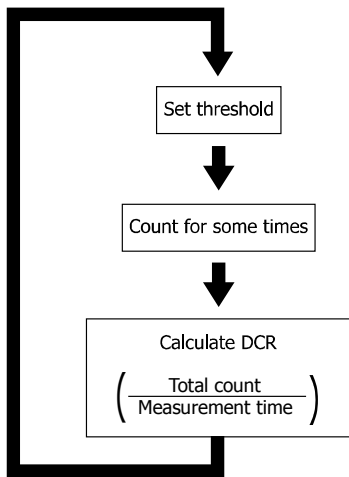 Set threshold
Count for some times
Calculate DCR
( Total count
Measurement time )